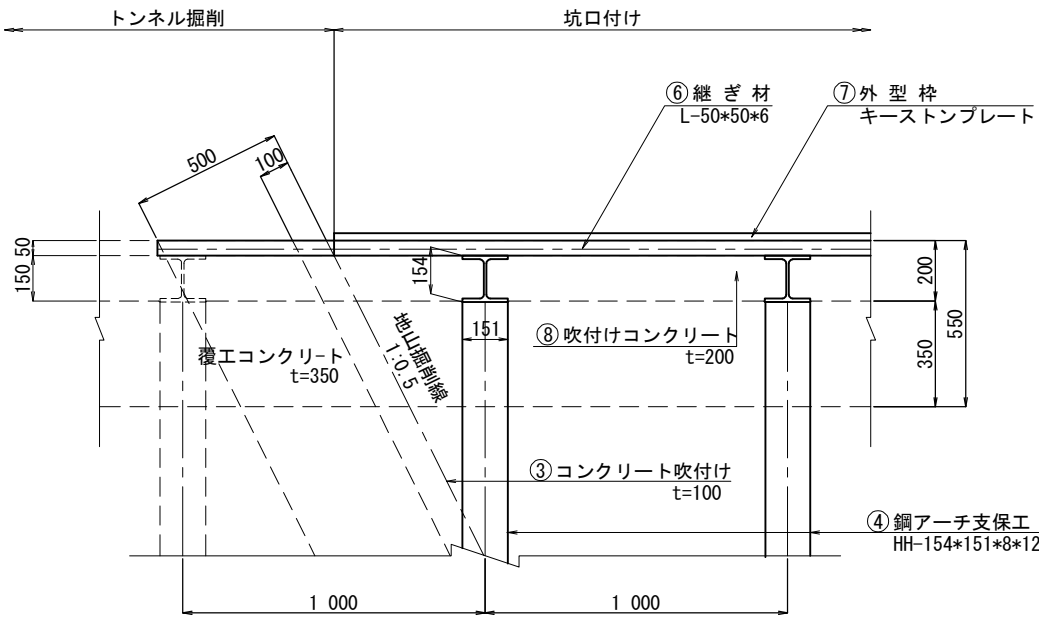 トンネル掘削
坑口付け
⑥継ぎ材
L-50*50*6
⑦外型枠
キーストンプレート
500
100
50
150
154
200
550
350
地山掘削線
1:0.5
151
⑧吹付けコンクリート
t=200
覆工コンクリート
t=350
③コンクリート吹付け
t=100
④鋼アーチ支保工
HH-154*151*8*12
1 000
1 000